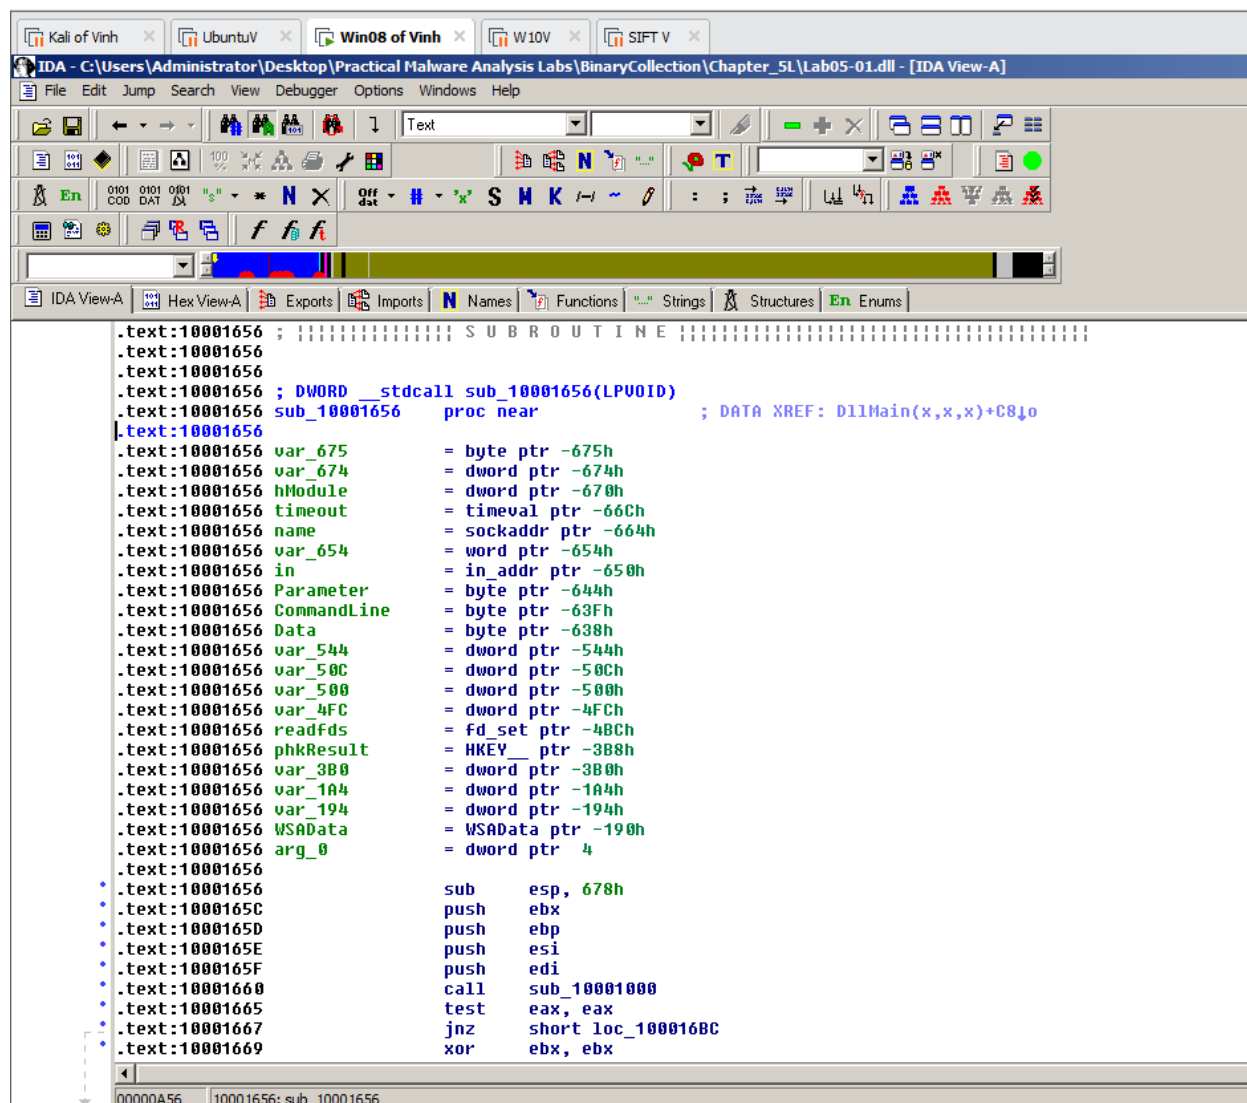 Kali of Vinh × UbuntuV × Win08 of Vinh × W10V × SIFT V ×
IDA - C:\Users\Administrator\Desktop\Practical Malware Analysis Labs\BinaryCollection\Chapter_5L\Lab05-01.dll - [IDA View-A]
File Edit Jump Search View Debugger Options Windows Help
Text
IDA View-A Hex View-A Exports Imports N Names Functions "..." Strings Structures En Enums
.text:10001656 ; ¦¦¦¦¦¦¦¦¦¦¦¦¦¦¦ S U B R O U T I N E ¦¦¦¦¦¦¦¦¦¦¦¦¦¦¦¦¦¦¦¦¦¦¦¦¦¦¦¦¦¦¦¦¦¦¦¦¦¦¦
.text:10001656
.text:10001656
.text:10001656 ; DWORD __stdcall sub_10001656(LPVOID)
.text:10001656 sub_10001656 proc near ; DATA XREF: DllMain(x,x,x)+C8↓o
.text:10001656
.text:10001656 var_675 = byte ptr -675h
.text:10001656 var_674 = dword ptr -674h
.text:10001656 hModule = dword ptr -670h
.text:10001656 timeout = timeval ptr -66Ch
.text:10001656 name = sockaddr ptr -664h
.text:10001656 var_654 = word ptr -654h
.text:10001656 in = in_addr ptr -650h
.text:10001656 Parameter = byte ptr -644h
.text:10001656 CommandLine = byte ptr -63Fh
.text:10001656 Data = byte ptr -638h
.text:10001656 var_544 = dword ptr -544h
.text:10001656 var_50C = dword ptr -50Ch
.text:10001656 var_500 = dword ptr -500h
.text:10001656 var_4FC = dword ptr -4FCh
.text:10001656 readfds = fd_set ptr -4BCh
.text:10001656 phkResult = HKEY__ ptr -3B8h
.text:10001656 var_3B0 = dword ptr -3B0h
.text:10001656 var_1A4 = dword ptr -1A4h
.text:10001656 var_194 = dword ptr -194h
.text:10001656 WSAData = WSAData ptr -190h
.text:10001656 arg_0 = dword ptr 4
.text:10001656
.text:10001656 sub esp, 678h
.text:1000165C push ebx
.text:1000165D push ebp
.text:1000165E push esi
.text:1000165F push edi
.text:10001660 call sub_10001000
.text:10001665 test eax, eax
.text:10001667 jnz short loc_100016BC
.text:10001669 xor ebx, ebx
00000A56 10001656: sub_10001656